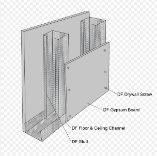 DF Drywall Screw
DF Gypsum Board
DF Floor & Ceiling Channel
DF Stud